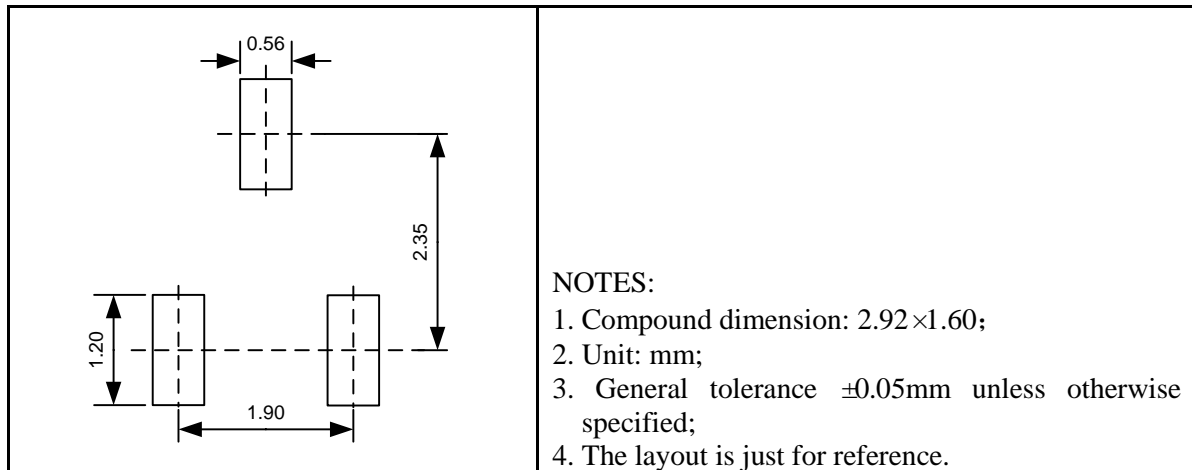 0.56
2.35
1.20
1.90
NOTES:
1. Compound dimension: 2.92×1.60；
2. Unit: mm;
3. General tolerance ±0.05mm unless otherwise
specified;
4. The layout is just for reference.